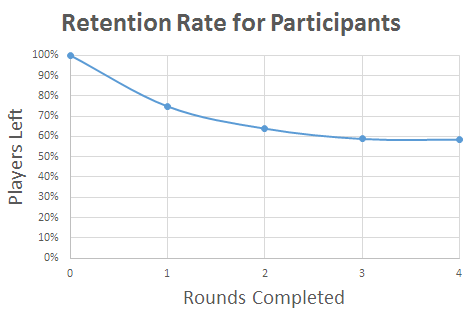 Retention Rate for Participants
100%
90%
80%
70%
60%
50%
40%
30%
20%
10%
0%
Players Left
0 1 2 3 4
Rounds Completed